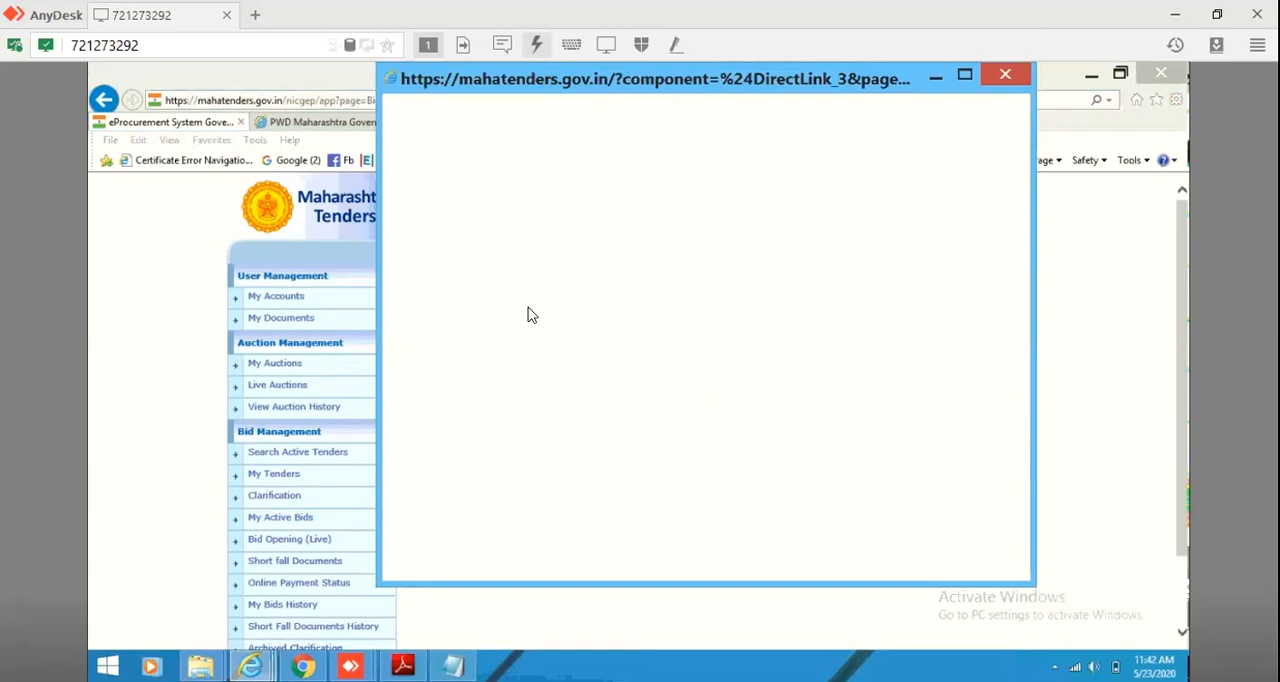 AnyDesk
721273292
721273292
1
https://mahatenders.gov.in/?component=%24DirectLink_3&page...
https://mahatenders.gov.in/nicgep/app?page=Bi
eProcurement System Gove...
PWD Maharashtra Govern
File Edit View Favorites Tools Help
Certificate Error Navigatio... Google (2) Fb
age Safety Tools
Maharasht
Tenders
User Management
My Accounts
My Documents
Auction Management
My Auctions
Live Auctions
View Auction History
Bid Management
Search Active Tenders
My Tenders
Clarification
My Active Bids
Bid Opening (Live)
Short fall Documents
Online Payment Status
My Bids History
Short Fall Documents History
Archived Clarification
Activate Windows
Go to PC settings to activate Windows.
11:42 AM
5/23/2020